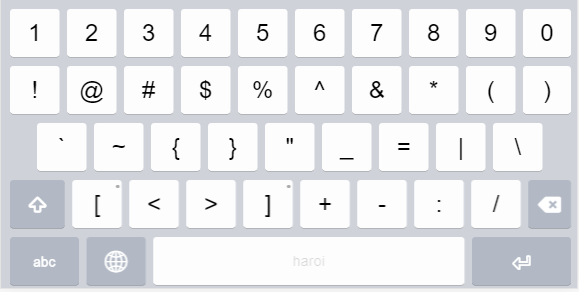 1 2 3 4 5 6 7 8 9 0
! @ # $ % ^ & * ( )
` ~ { } " _ = | \
[ < > ] + - : /
abc haroi